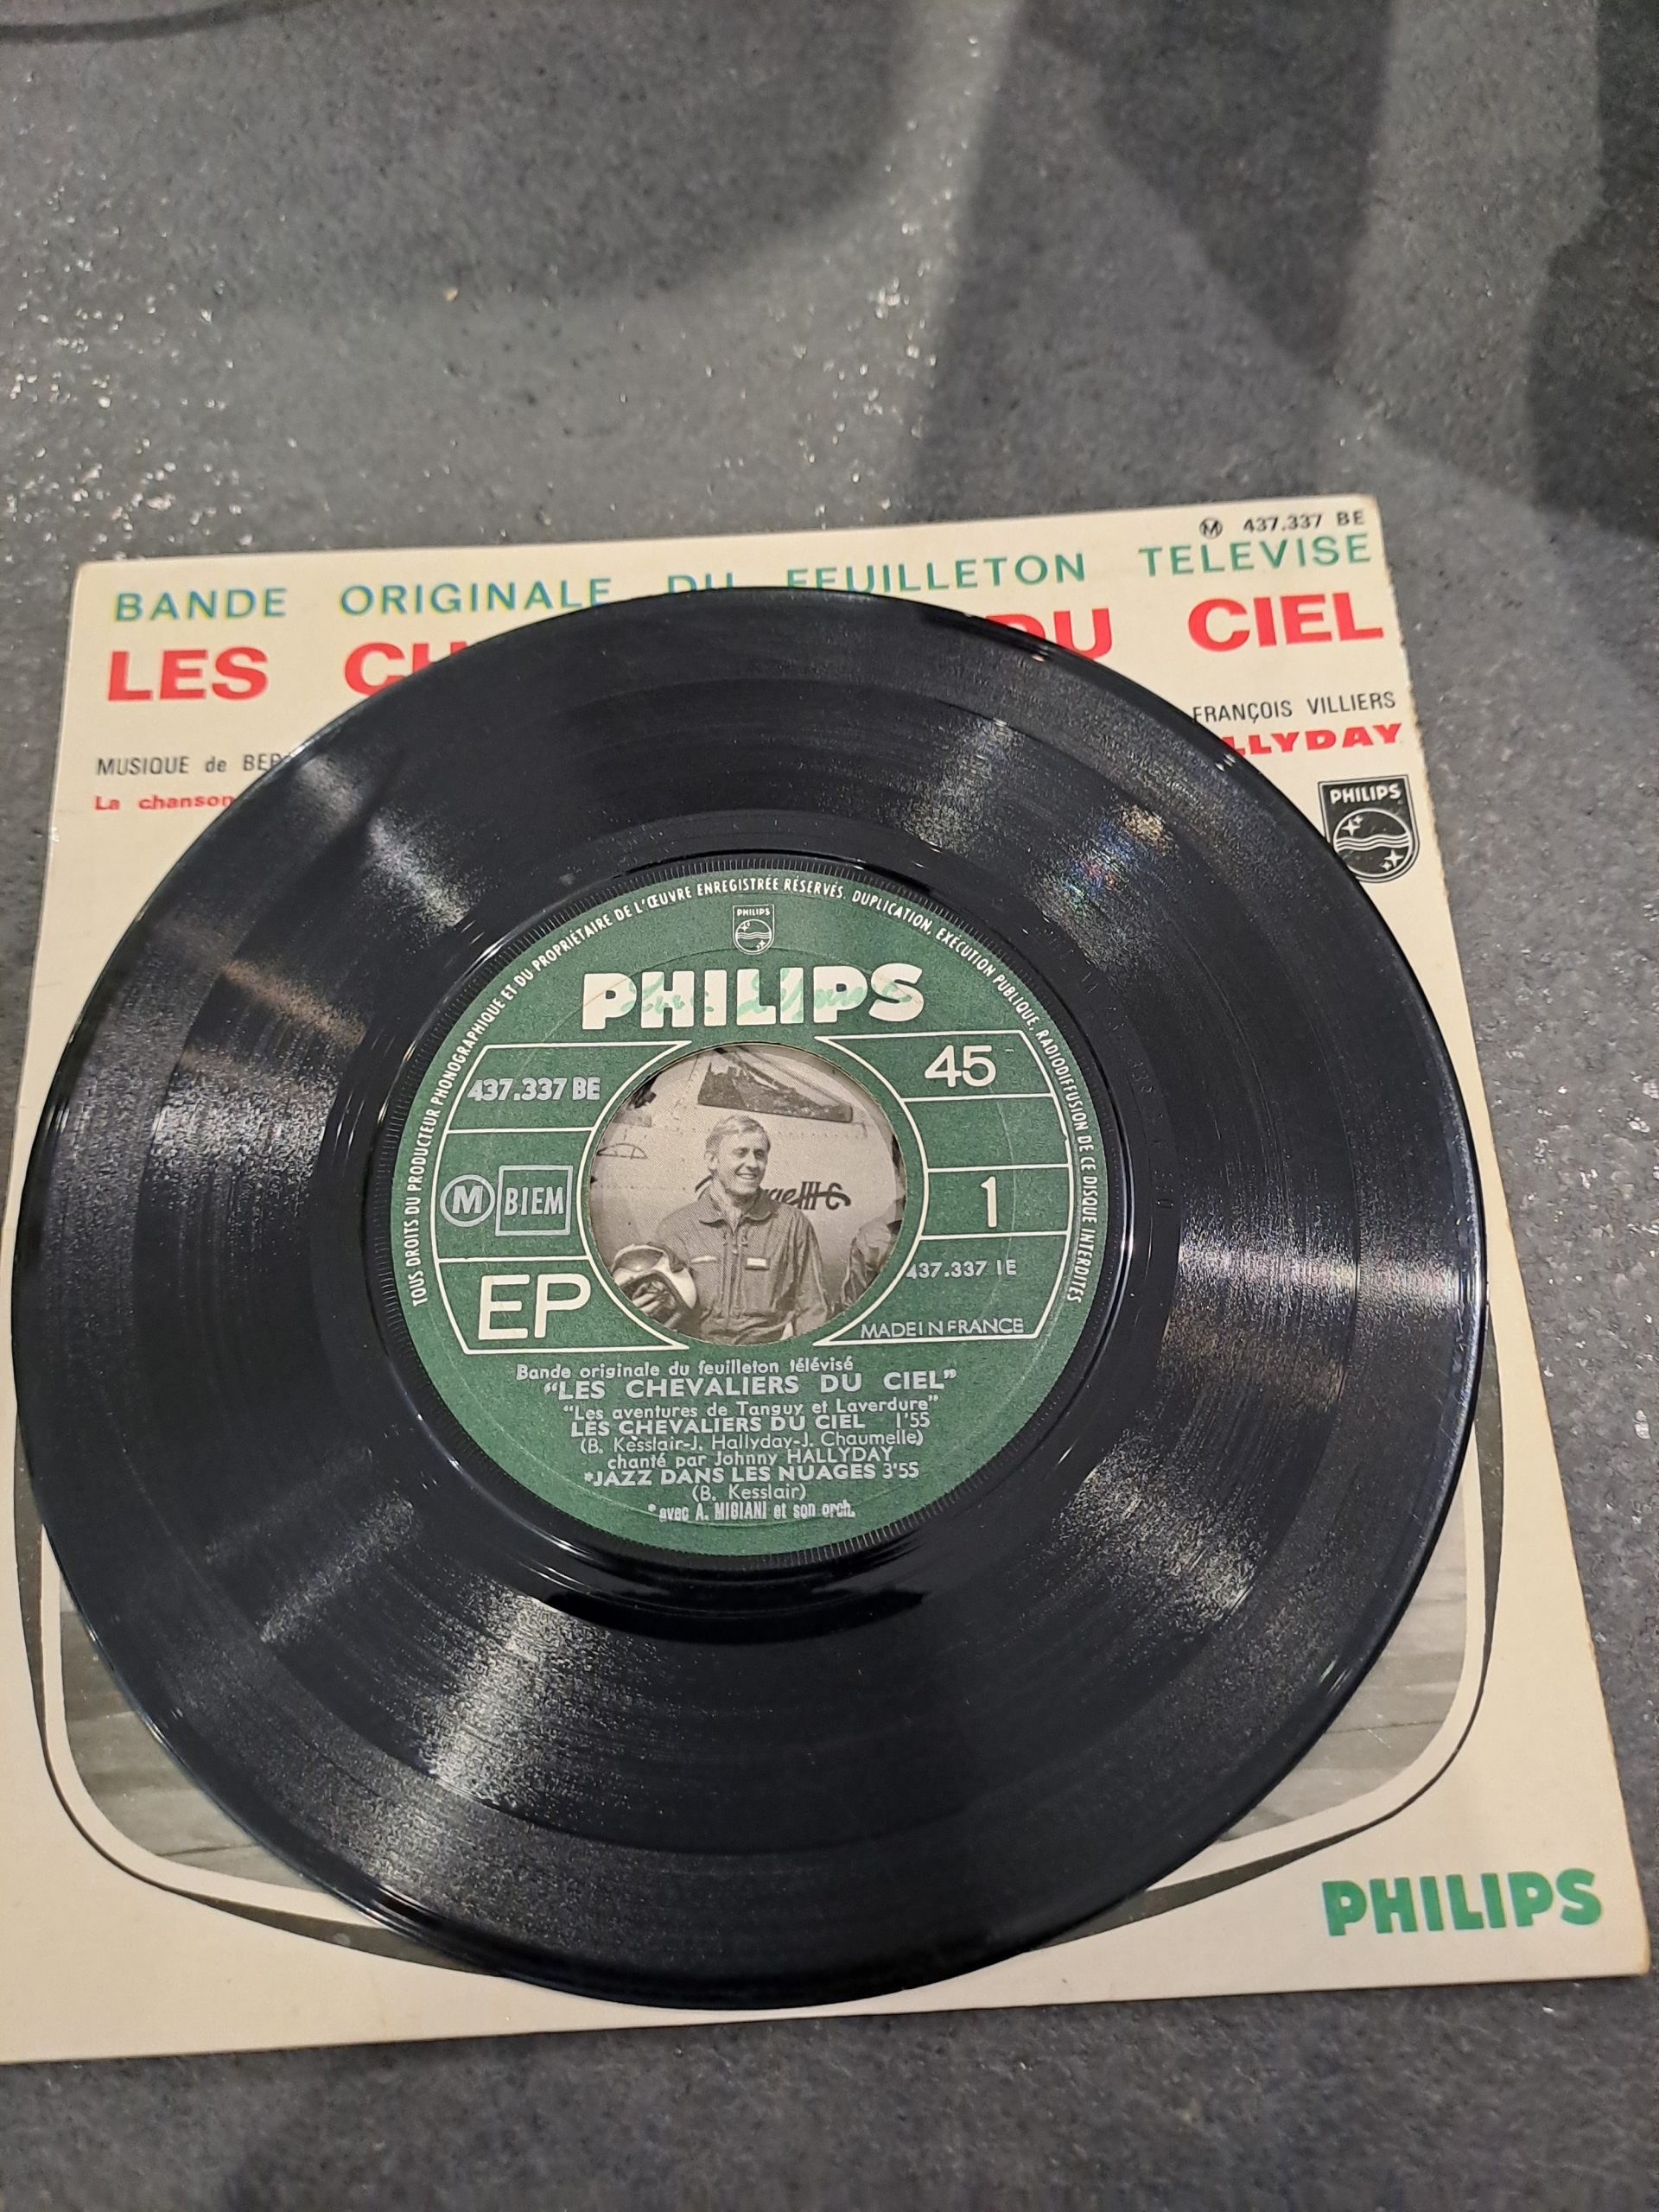 Ⓜ 437.337 BE
BANDE ORIGINALE DU FEUILLETON TELEVISE
LES DU CIEL
FRANÇOIS VILLIERS
MUSIQUE de
La chanson
PHILIPS
TOUS DROITS DU PRODUCTEUR PHONOGRAPHIQUE ET DU PROPRIÉTAIRE DE L'ŒUVRE ENREGISTRÉE RÉSERVÉS. DUPLICATION, EXÉCUTION PUBLIQUE, RADIODIFFUSION DE CE DISQUE INTERDITES
PHILIPS
PHILIPS
437.337 BE
45
Ⓜ BIEM
1
EP
437.337 1E
MADE IN FRANCE
Bande originale du feuilleton télévisé
"LES CHEVALIERS DU CIEL"
"Les aventures de Tanguy et Laverdure"
LES CHEVALIERS DU CIEL 1'55
(B. Kesslair-J. Hallyday-J. Chaumelle)
chanté par Johnny HALLYDAY
*JAZZ DANS LES NUAGES 3'55
(B. Kesslair)
* avec A. MIGIANI et son orch.
PHILIPS